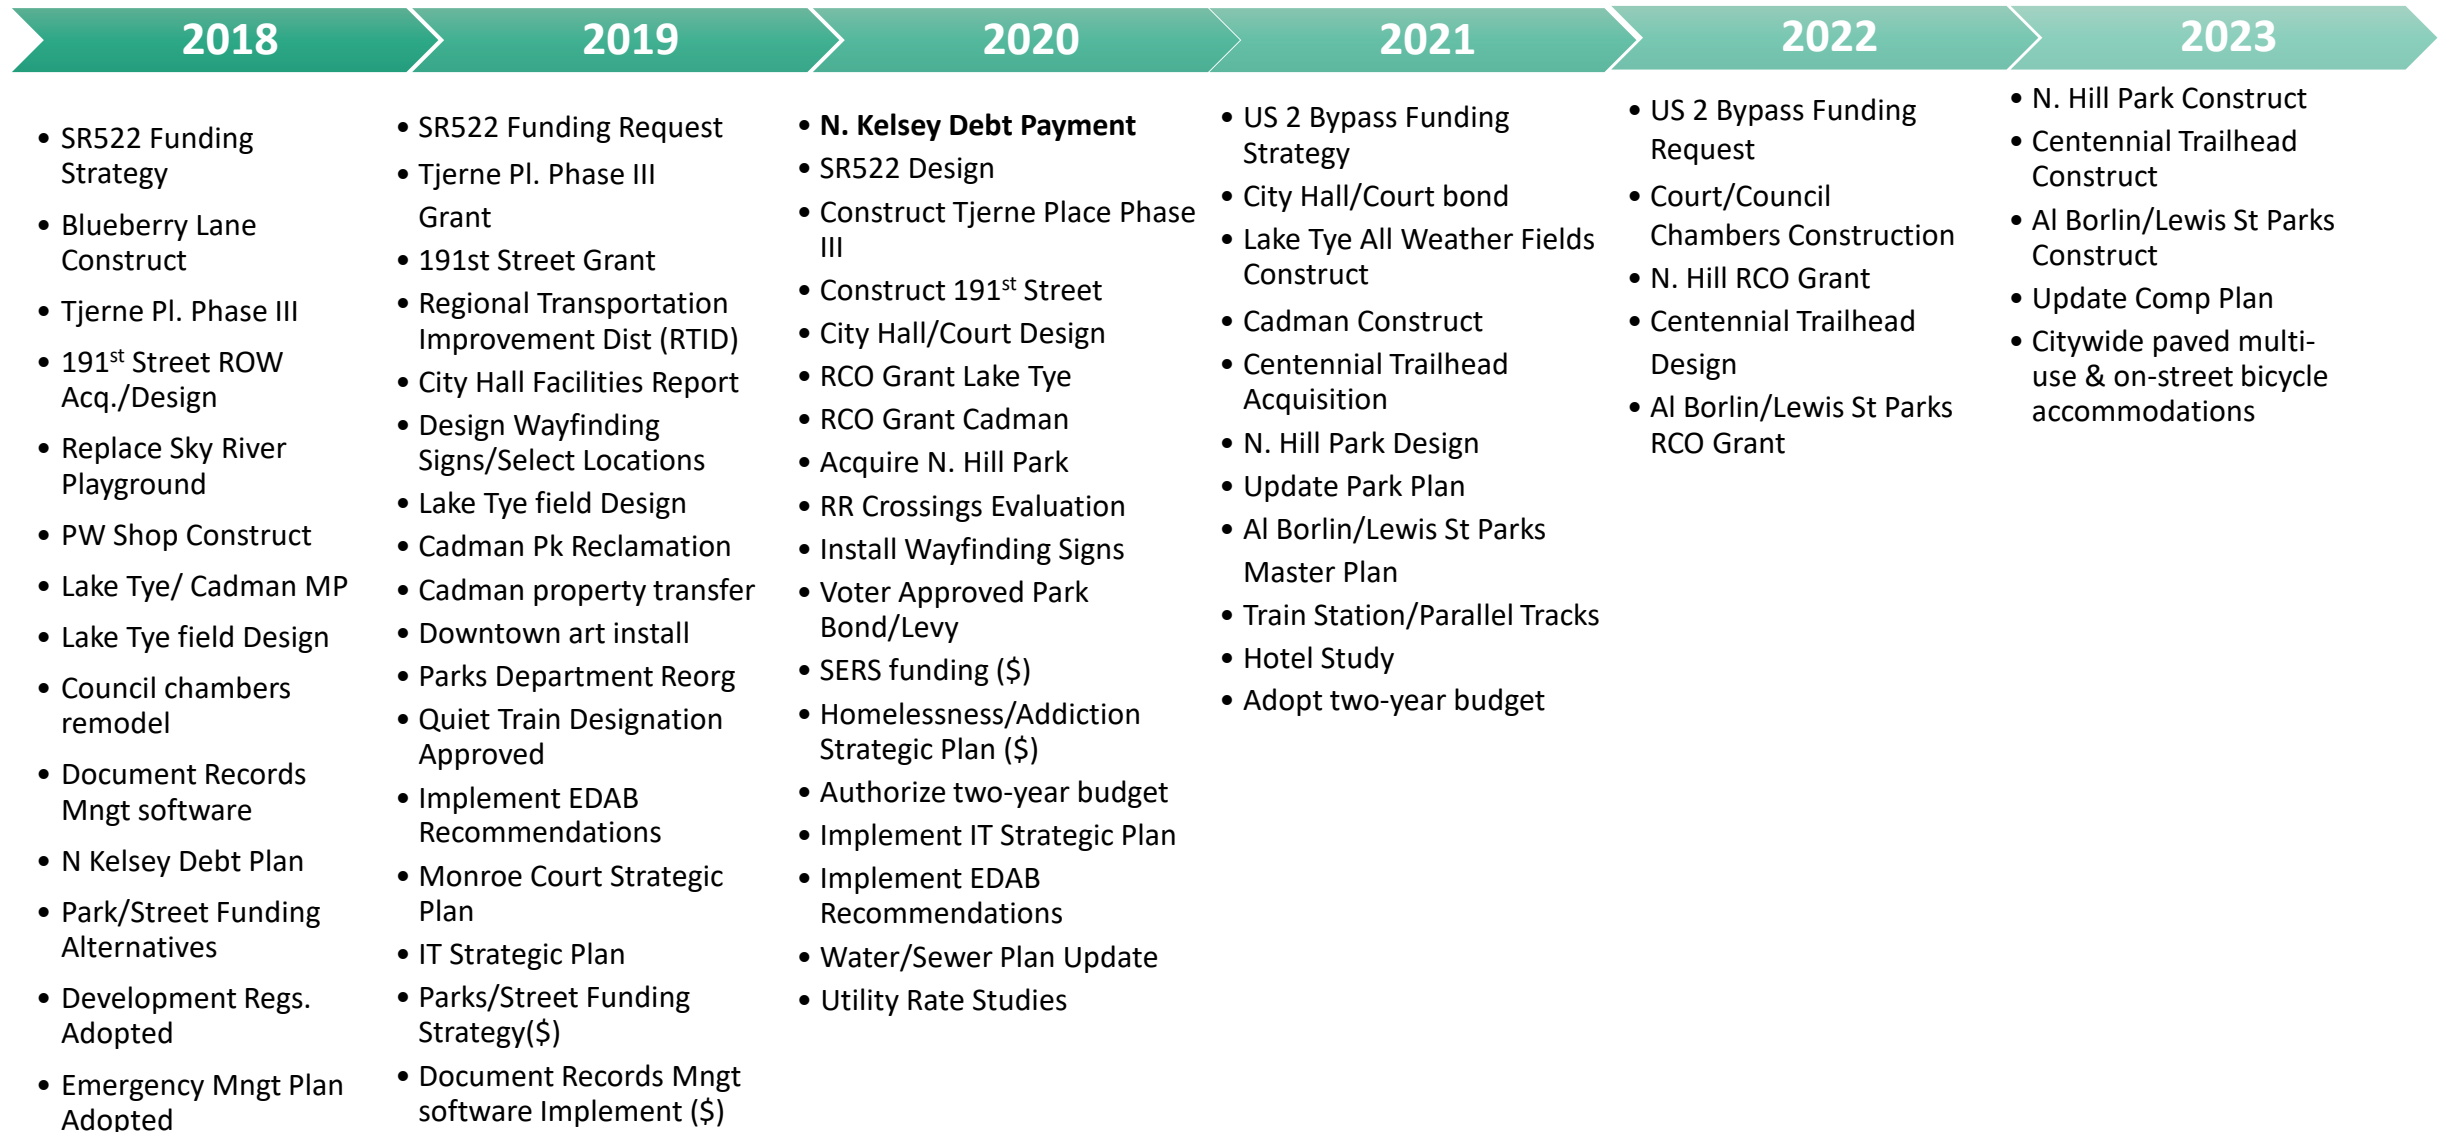 2018
2019
2020
2021
2022
2023
• SR522 Funding
Strategy
• Blueberry Lane
Construct
• Tjerne Pl. Phase III
• 191st Street ROW
Acq./Design
• Replace Sky River
Playground
• PW Shop Construct
• Lake Tye/ Cadman MP
• Lake Tye field Design
• Council chambers
remodel
• Document Records
Mngt software
• N Kelsey Debt Plan
• Park/Street Funding
Alternatives
• Development Regs.
Adopted
• Emergency Mngt Plan
Adopted
• SR522 Funding Request
• Tjerne Pl. Phase III
Grant
• 191st Street Grant
• Regional Transportation
Improvement Dist (RTID)
• City Hall Facilities Report
• Design Wayfinding
Signs/Select Locations
• Lake Tye field Design
• Cadman Pk Reclamation
• Cadman property transfer
• Downtown art install
• Parks Department Reorg
• Quiet Train Designation
Approved
• Implement EDAB
Recommendations
• Monroe Court Strategic
Plan
• IT Strategic Plan
• Parks/Street Funding
Strategy($)
• Document Records Mngt
software Implement ($)
• N. Kelsey Debt Payment
• SR522 Design
• Construct Tjerne Place Phase
III
• Construct 191st Street
• City Hall/Court Design
• RCO Grant Lake Tye
• RCO Grant Cadman
• Acquire N. Hill Park
• RR Crossings Evaluation
• Install Wayfinding Signs
• Voter Approved Park
Bond/Levy
• SERS funding ($)
• Homelessness/Addiction
Strategic Plan ($)
• Authorize two-year budget
• Implement IT Strategic Plan
• Implement EDAB
Recommendations
• Water/Sewer Plan Update
• Utility Rate Studies
• US 2 Bypass Funding
Strategy
• City Hall/Court bond
• Lake Tye All Weather Fields
Construct
• Cadman Construct
• Centennial Trailhead
Acquisition
• N. Hill Park Design
• Update Park Plan
• Al Borlin/Lewis St Parks
Master Plan
• Train Station/Parallel Tracks
• Hotel Study
• Adopt two-year budget
• US 2 Bypass Funding
Request
• Court/Council
Chambers Construction
• N. Hill RCO Grant
• Centennial Trailhead
Design
• Al Borlin/Lewis St Parks
RCO Grant
• N. Hill Park Construct
• Centennial Trailhead
Construct
• Al Borlin/Lewis St Parks
Construct
• Update Comp Plan
• Citywide paved multi-
use & on-street bicycle
accommodations